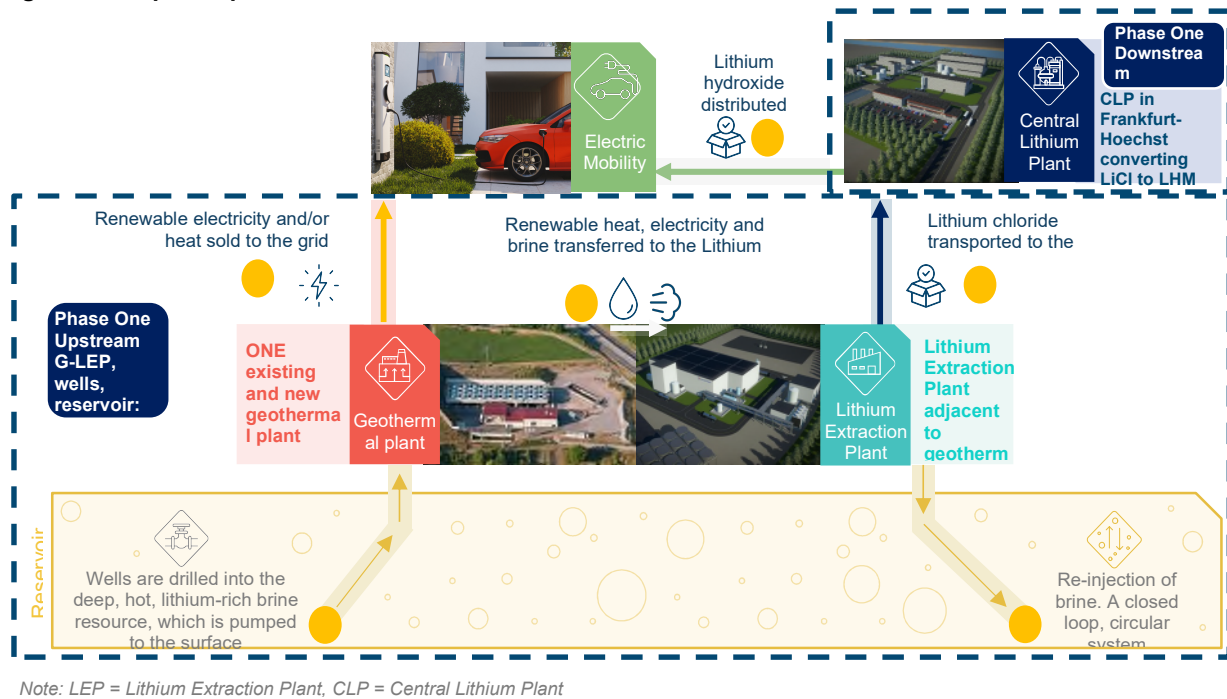 Phase One
Downstrea
m
CLP in
Frankfurt-
Hoechst
converting
LiCl to LHM
Central
Lithium
Plant
Lithium
hydroxide
distributed
Electric
Mobility
Renewable electricity and/or
heat sold to the grid
Renewable heat, electricity and
brine transferred to the Lithium
Lithium chloride
transported to the
Phase One
Upstream
G-LEP,
wells,
reservoir:
ONE
existing
and new
geotherma
l plant
Geotherm
al plant
Lithium
Extraction
Plant
Lithium
Extraction
Plant
adjacent
to
geotherm
Reservoir
Wells are drilled into the
deep, hot, lithium-rich brine
resource, which is pumped
to the surface
Re-injection of
brine. A closed
loop, circular
system
Note: LEP = Lithium Extraction Plant, CLP = Central Lithium Plant